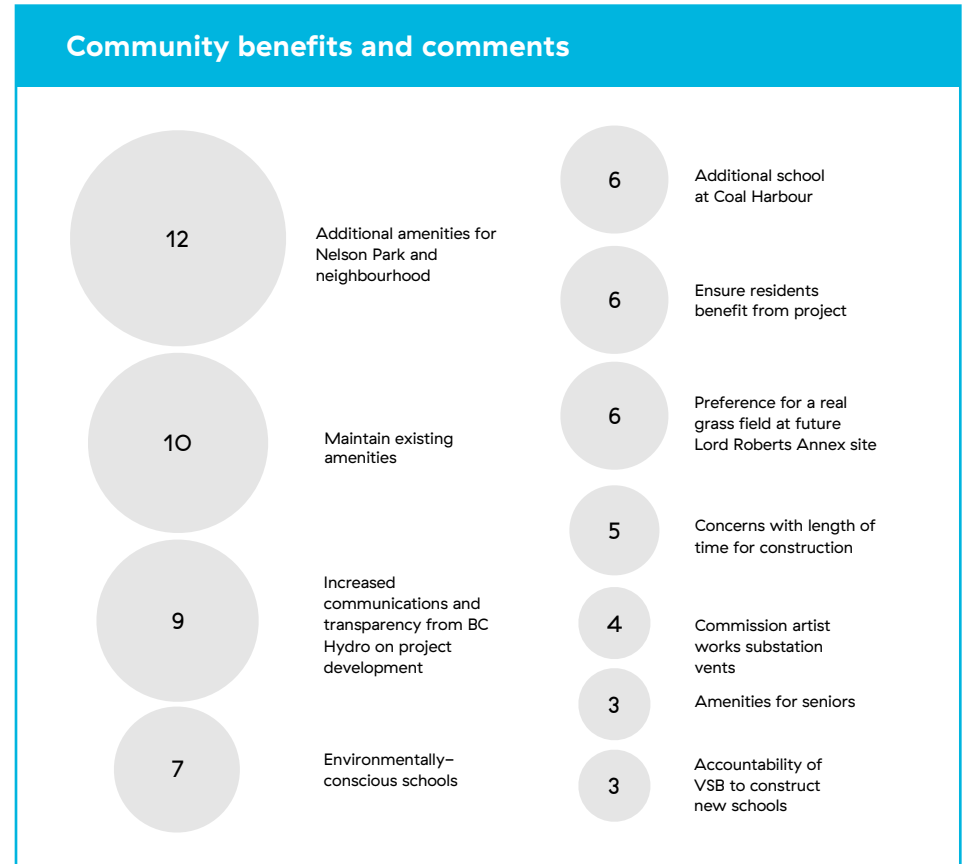 Community benefits and comments
12
Additional amenities for
Nelson Park and
neighbourhood
10
Maintain existing
amenities
9
Increased
communications and
transparency from BC
Hydro on project
development
7
Environmentally–
conscious schools
6
Additional school
at Coal Harbour
6
Ensure residents
benefit from project
6
Preference for a real
grass field at future
Lord Roberts Annex site
5
Concerns with length of
time for construction
4
Commission artist
works substation
vents
3
Amenities for seniors
3
Accountability of
VSB to construct
new schools